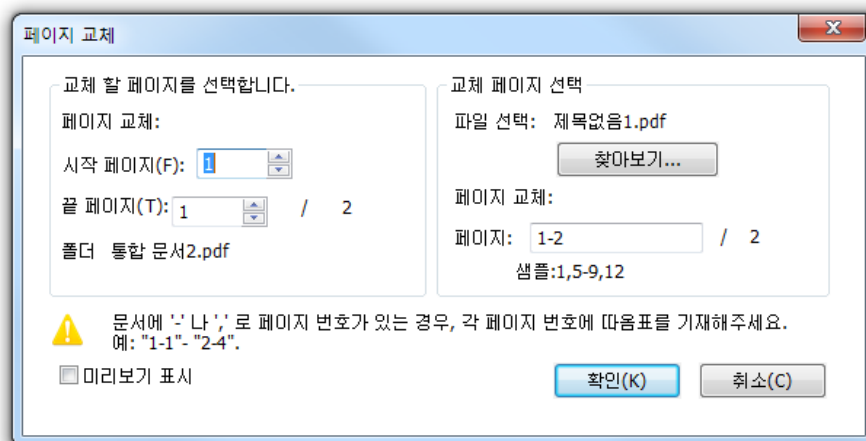 페이지 교체
교체 할 페이지를 선택합니다.
페이지 교체:
시작 페이지(F): 1
끝 페이지(T): 1 / 2
폴더 통합 문서2.pdf
교체 페이지 선택
파일 선택: 제목없음1.pdf
찾아보기...
페이지 교체:
페이지: 1-2 / 2
샘플:1,5-9,12
문서에 '-' 나 ',' 로 페이지 번호가 있는 경우, 각 페이지 번호에 따옴표를 기재해주세요.
예: "1-1"- "2-4".
미리보기 표시
확인(K)
취소(C)